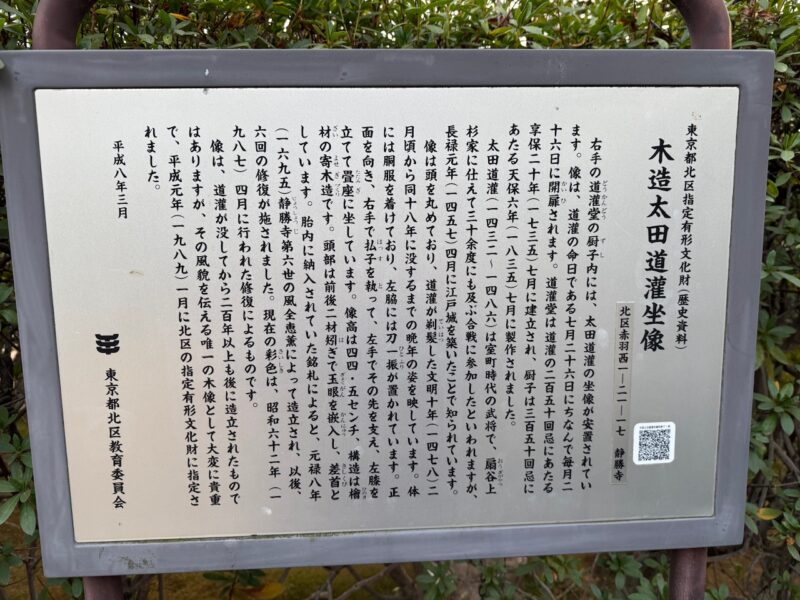 東京都北区指定有形文化財(歴史資料)
木造太田道灌坐像
北区赤羽西一―二一―一七 静勝寺
右手の道灌堂の厨子内には、太田道灌の坐像が安置されてい
ます。像は、道灌の命日である七月二十六日にちなんで毎月二
十六日に開扉されます。道灌堂は道灌の二百五十回忌にあたる
享保二十年(一七三五)七月に建立され、厨子は三百五十回忌に
あたる天保六年(一八三五)七月に製作されました。
太田道灌(一四三二~一四八六)は室町時代の武将で、扇谷上
杉家に仕えて三十余度にも及ぶ合戦に参加したといわれますが、
長禄元年(一四五七)四月に江戸城を築いたことで知られています。
像は頭を丸めており、道灌が剃髪した文明十年(一四七八)二
月頃から同十八年に没するまでの晩年の姿を映しています。体
には胴服を着けており、左脇には刀一振が置かれています。正
面を向き、右手で払子を執って、左手でその先を支え、左膝を
立てて畳座に坐しています。像高は四四・五センチ、構造は檜
材の寄木造です。頭部は前後二材矧ぎで玉眼を嵌入し、差首と
しています。胎内に納入されていた銘札によると、元禄八年
(一六九五)静勝寺第六世の風全恵薫によって造立され、以後、
六回の修復が施されました。現在の彩色は、昭和六十二年(一
九八七)四月に行われた修復によるものです。
像は、道灌が没してから二百年以上も後に造立されたもので
はありますが、その風貌を伝える唯一の木像として大変に貴重
で、平成元年(一九八九)一月に北区の指定有形文化財に指定さ
れました。
平成八年三月
東京都北区教育委員会